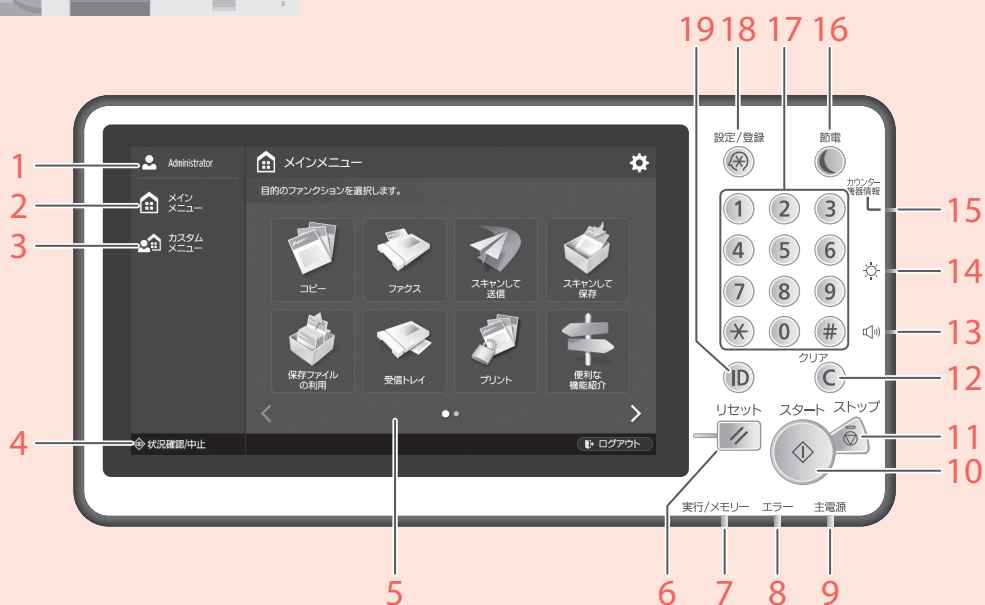 19 18 17 16
設定/登録
節電
1
Administrator
メインメニュー
目的のファンクションを選択します。
2
メイン
メニュー
3
カスタム
メニュー
コピー
ファクス
スキャンして
送信
スキャンして
保存
保存ファイル
の利用
受信トレイ
プリント
便利な
機能紹介
4
状況確認/中止
ログアウト
カウンター
機器情報
15
1 2 3
4 5 6
14
7 8 9
0 #
13
クリア
ID
C
12
リセット
スタート
ストップ
11
10
実行/メモリー
エラー
主電源
5 6 7 8 9